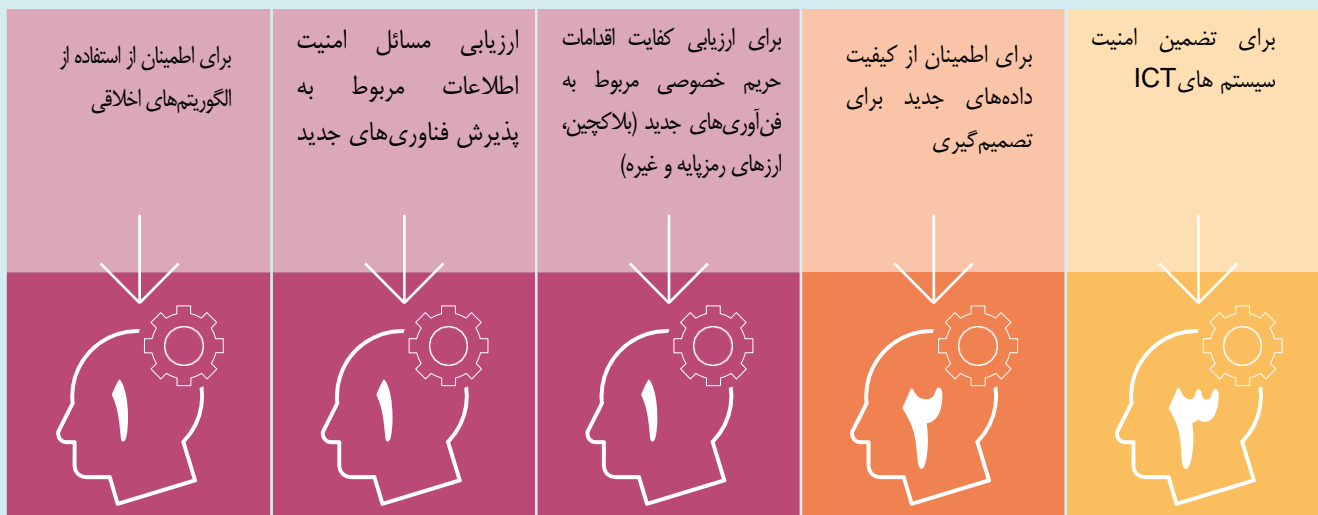 برای تضمین امنیت
سیستم های ICT
۳
برای اطمینان از کیفیت
داده‌های جدید برای
تصمیم‌گیری
۲
برای ارزیابی کفایت اقدامات
حریم خصوصی مربوط به
فن‌آوری‌های جدید (بلاکچین،
ارزهای رمزپایه و غیره)
۱
ارزیابی مسائل امنیت
اطلاعات مربوط به
پذیرش فناوری‌های جدید
۱
برای اطمینان از استفاده از
الگوریتم‌های اخلاقی
۱